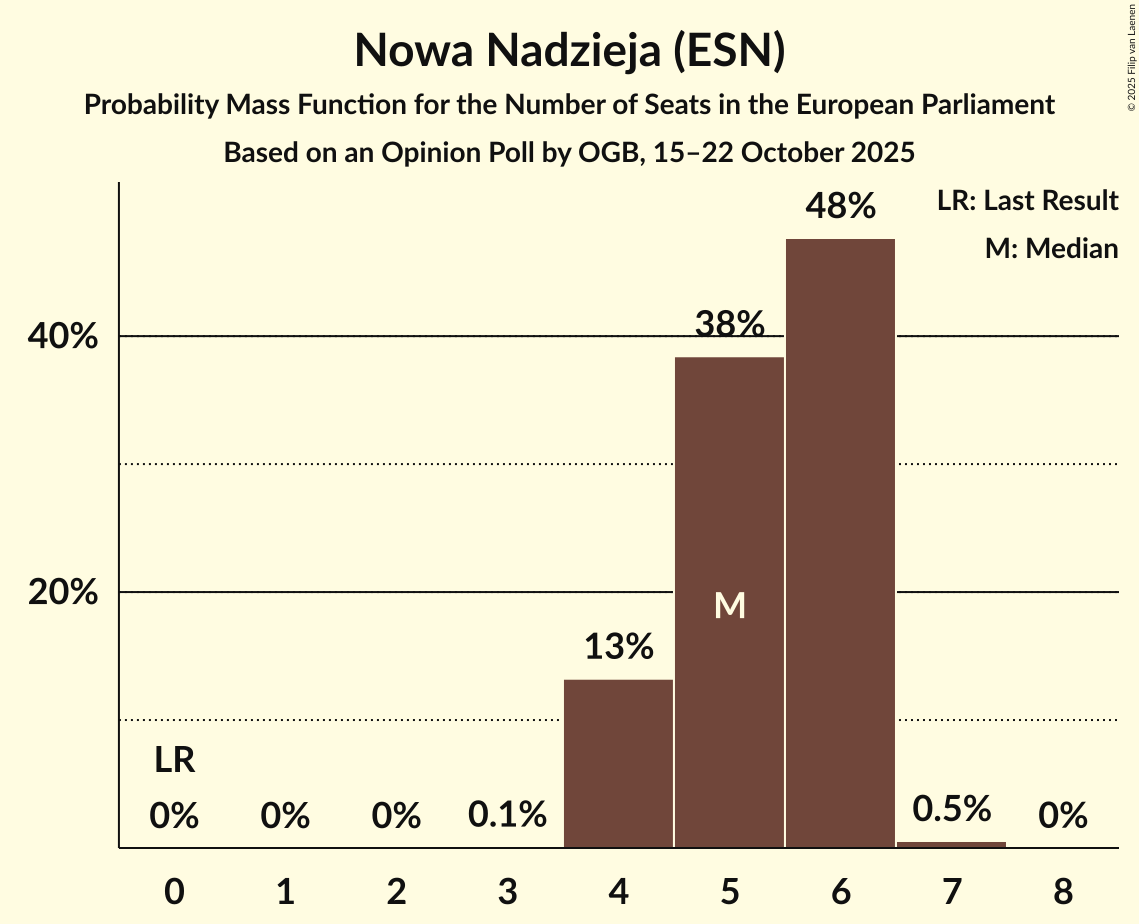 Nowa Nadzieja (ESN)
Probability Mass Function for the Number of Seats in the European Parliament
Based on an Opinion Poll by OGB, 15–22 October 2025
© 2025 Filip van Laenen
LR: Last Result
M: Median
48%
38%
40%
20%
M
13%
LR
0%
0%
0%
0.1%
0.5%
0%
0
1
2
3
4
5
6
7
8